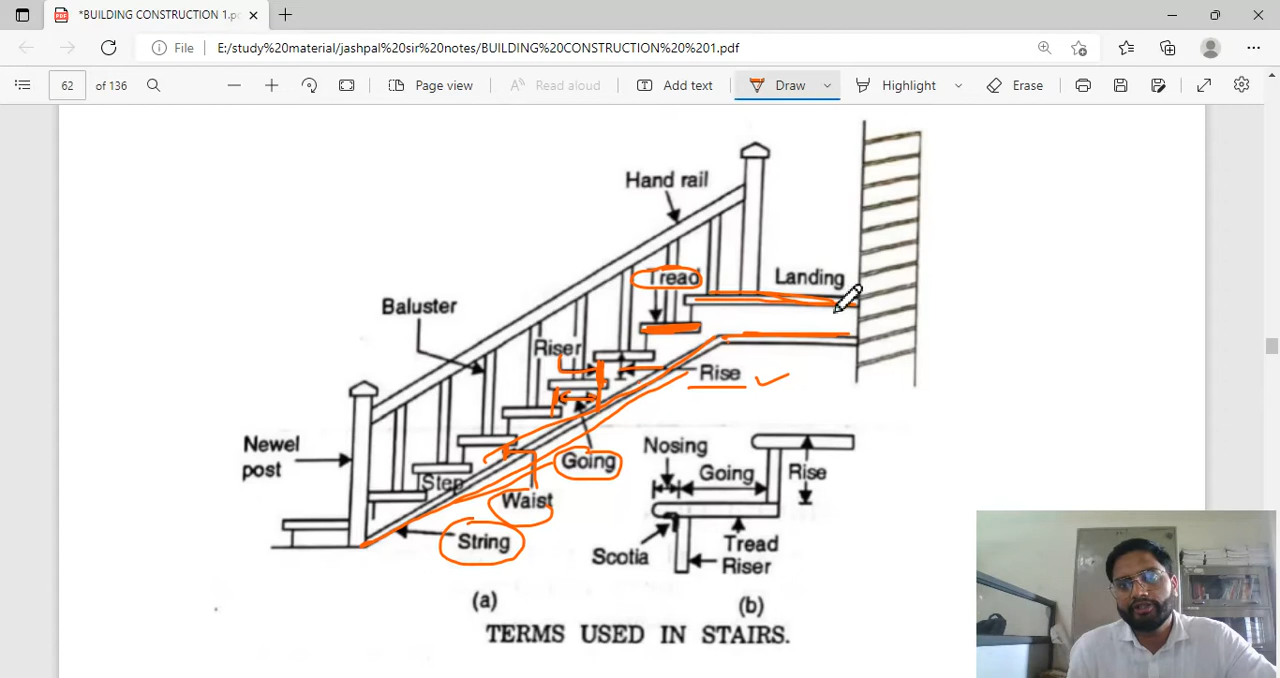 *BUILDING CONSTRUCTION 1.p
File
E:/study%20material/jashpal%20sir%20notes/BUILDING%20CONSTRUCTION%20%201.pdf
62 of 136
Page view
Read aloud
Add text
Draw
Highlight
Erase
Hand rail
Tread
Landing
Baluster
Riser
Rise
Newel
post
Step
Going
Waist
String
Nosing
Going
Rise
Scotia
Tread
Riser
(a)
(b)
TERMS USED IN STAIRS.